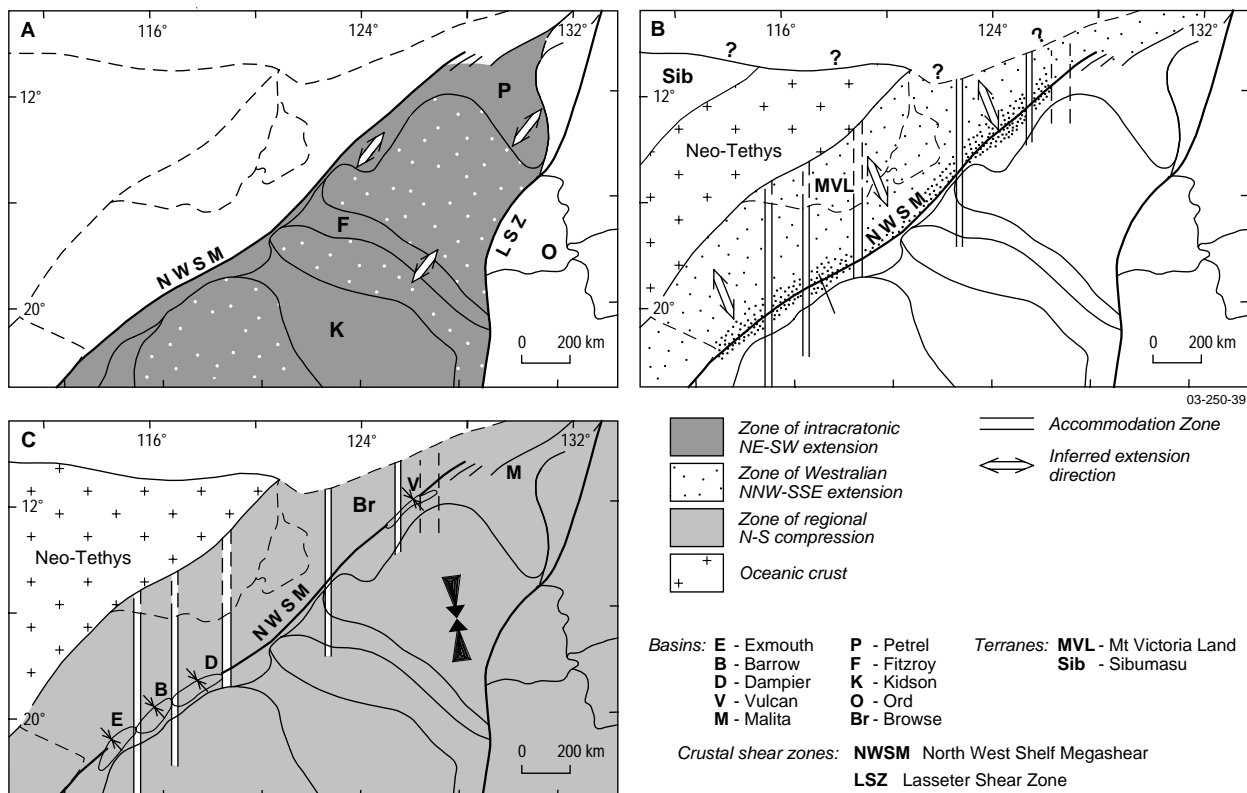 A
116°
124°
132°
12°
P
F
NWSM
LSZ
O
20°
K
0 200 km
B
116°
124°
132°
? ? ? ?
Sib
12°
Neo-Tethys
MVL
NWSM
20°
0 200 km
03-250-39
C
116°
124°
132°
M
V
Br
12°
Neo-Tethys
NWSM
D
B
E
20°
0 200 km
Zone of intracratonic
NE-SW extension
Zone of Westralian
NNW-SSE extension
Zone of regional
N-S compression
Oceanic crust
Accommodation Zone
Inferred extension
direction
Basins: E - Exmouth
B - Barrow
D - Dampier
V - Vulcan
M - Malita
P - Petrel
F - Fitzroy
K - Kidson
O - Ord
Br - Browse
Terranes: MVL - Mt Victoria Land
Sib - Sibumasu
Crustal shear zones: NWSM North West Shelf Megashear
LSZ Lasseter Shear Zone